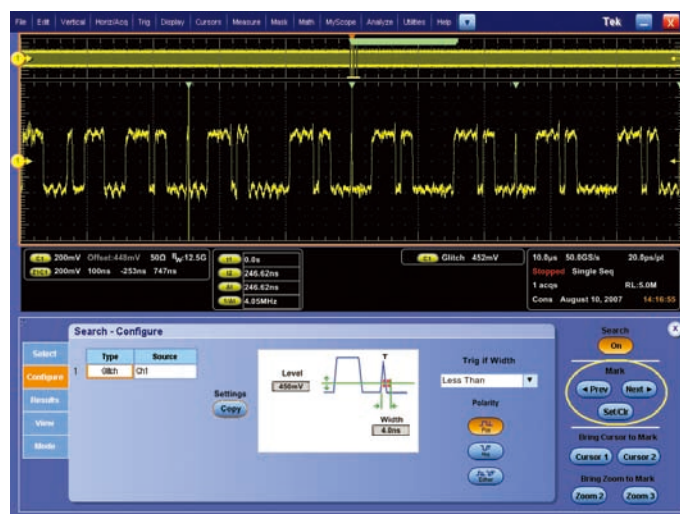 File Edit Vertical Horiz/Acq Trig Display Cursors Measure Mask Math MyScope Analyze Utilities Help Tek X
1
1
C1 200mV Offset:448mV 50Ω BW:12.5G
Z1C1 200mV 100ns -253ns 747ns
t1 0.0s
t2 246.62ns
Δt 246.62ns
1/Δt 4.05MHz
C1 Glitch 452mV
10.0µs 50.0GS/s 20.0ps/pt
Stopped Single Seq
1 acqs RL:5.0M
Cons August 10, 2007 14:16:55
Search - Configure
Select
Configure
Results
View
Mode
Type Source
1 Glitch Ch1
Settings
Copy
Level
450mV
T
Width
4.0ns
Trig if Width
Less Than
Polarity
Pos
Neg
Either
Search
On
X
Mark
Prev Next
Set/Clr
Bring Cursor to Mark
Cursor 1 Cursor 2
Bring Zoom to Mark
Zoom 2 Zoom 3